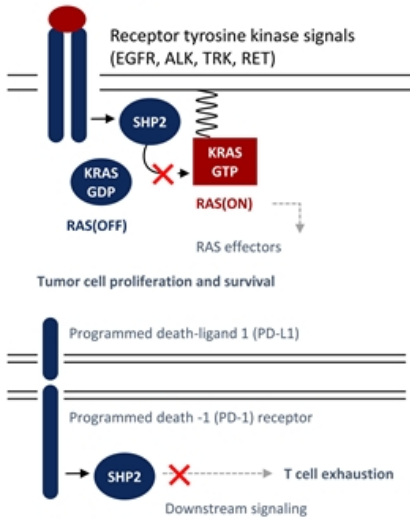 Receptor tyrosine kinase signals
(EGFR, ALK, TRK, RET)
SHP2
KRAS
GTP
KRAS
GDP
RAS(OFF)
RAS(ON)
RAS effectors
Tumor cell proliferation and survival
Programmed death-ligand 1 (PD-L1)
Programmed death -1 (PD-1) receptor
SHP2
T cell exhaustion
Downstream signaling